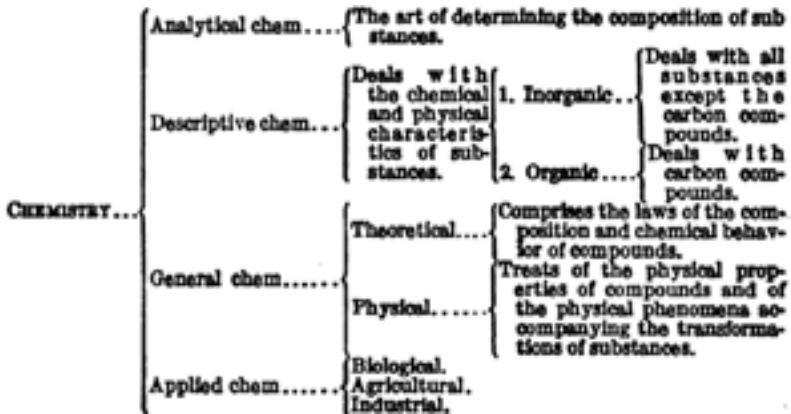 CHEMISTRY...
Analytical chem....
The art of determining the composition of sub
stances.
Descriptive chem...
Deals with
the chemical
and physical
characteris-
tics of sub-
stances.
1. Inorganic..
Deals with all
substances
except the
carbon com-
pounds.
2. Organic....
Deals with
carbon com-
pounds.
General chem......
Theoretical....
Comprises the laws of the com-
position and chemical behav-
ior of compounds.
Physical......
Treats of the physical prop-
erties of compounds and of
the physical phenomena ac-
companying the transforma-
tions of substances.
Applied chem......
Biological.
Agricultural.
Industrial.